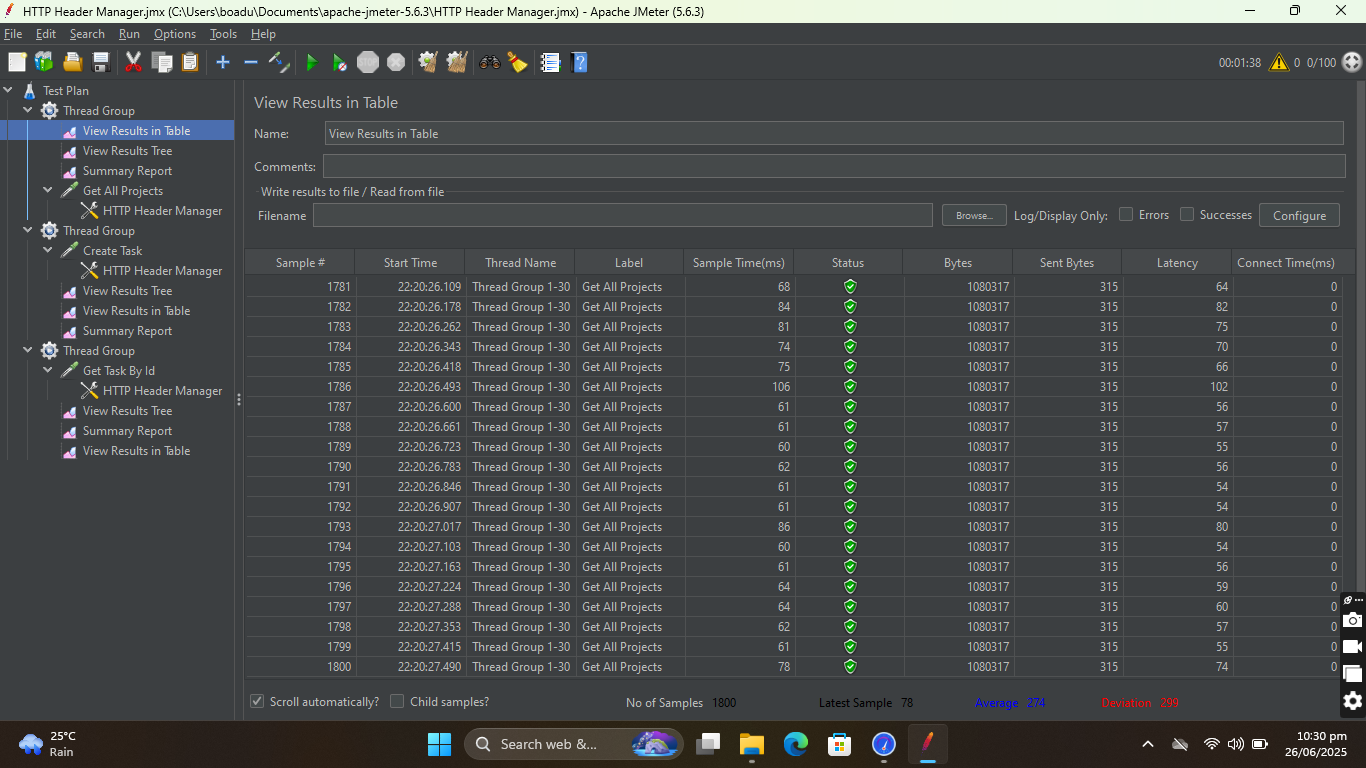 HTTP Header Manager.jmx (C:\Users\boadu\Documents\apache-jmeter-5.6.3\HTTP Header Manager.jmx) - Apache JMeter (5.6.3)
File Edit Search Run Options Tools Help
STOP 00:01:38 0 0/100
Test Plan
Thread Group
View Results in Table
View Results Tree
Summary Report
Get All Projects
HTTP Header Manager
Thread Group
Create Task
HTTP Header Manager
View Results Tree
View Results in Table
Summary Report
Thread Group
Get Task By Id
HTTP Header Manager
View Results Tree
Summary Report
View Results in Table
View Results in Table
Name: View Results in Table
Comments:
Write results to file / Read from file
Filename Browse... Log/Display Only: Errors Successes Configure
Sample # Start Time Thread Name Label Sample Time(ms) Status Bytes Sent Bytes Latency Connect Time(ms)
1781 22:20:26.109 Thread Group 1-30 Get All Projects 68 1080317 315 64 0
1782 22:20:26.178 Thread Group 1-30 Get All Projects 84 1080317 315 82 0
1783 22:20:26.262 Thread Group 1-30 Get All Projects 81 1080317 315 75 0
1784 22:20:26.343 Thread Group 1-30 Get All Projects 74 1080317 315 70 0
1785 22:20:26.418 Thread Group 1-30 Get All Projects 75 1080317 315 66 0
1786 22:20:26.493 Thread Group 1-30 Get All Projects 106 1080317 315 102 0
1787 22:20:26.600 Thread Group 1-30 Get All Projects 61 1080317 315 56 0
1788 22:20:26.661 Thread Group 1-30 Get All Projects 61 1080317 315 57 0
1789 22:20:26.723 Thread Group 1-30 Get All Projects 60 1080317 315 55 0
1790 22:20:26.783 Thread Group 1-30 Get All Projects 62 1080317 315 56 0
1791 22:20:26.846 Thread Group 1-30 Get All Projects 61 1080317 315 54 0
1792 22:20:26.907 Thread Group 1-30 Get All Projects 61 1080317 315 54 0
1793 22:20:27.017 Thread Group 1-30 Get All Projects 86 1080317 315 80 0
1794 22:20:27.103 Thread Group 1-30 Get All Projects 60 1080317 315 54 0
1795 22:20:27.163 Thread Group 1-30 Get All Projects 61 1080317 315 56 0
1796 22:20:27.224 Thread Group 1-30 Get All Projects 64 1080317 315 59 0
1797 22:20:27.288 Thread Group 1-30 Get All Projects 64 1080317 315 60 0
1798 22:20:27.353 Thread Group 1-30 Get All Projects 62 1080317 315 57 0
1799 22:20:27.415 Thread Group 1-30 Get All Projects 61 1080317 315 55 0
1800 22:20:27.490 Thread Group 1-30 Get All Projects 78 1080317 315 74 0
Scroll automatically? Child samples? No of Samples 1800 Latest Sample 78 Average 274 Deviation 299
25°C
Rain
Search web &...
10:30 pm
26/06/2025